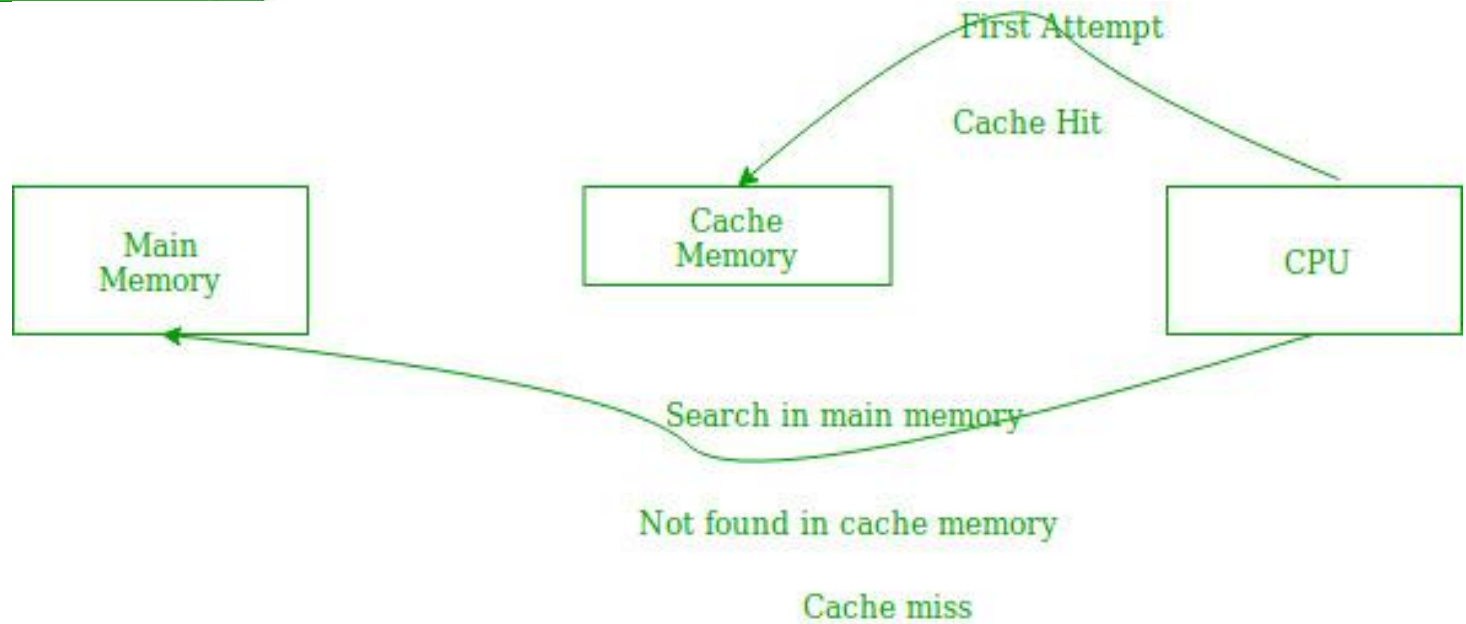 First Attempt
Cache Hit
Main
Memory
Cache
Memory
CPU
Search in main memory
Not found in cache memory
Cache miss